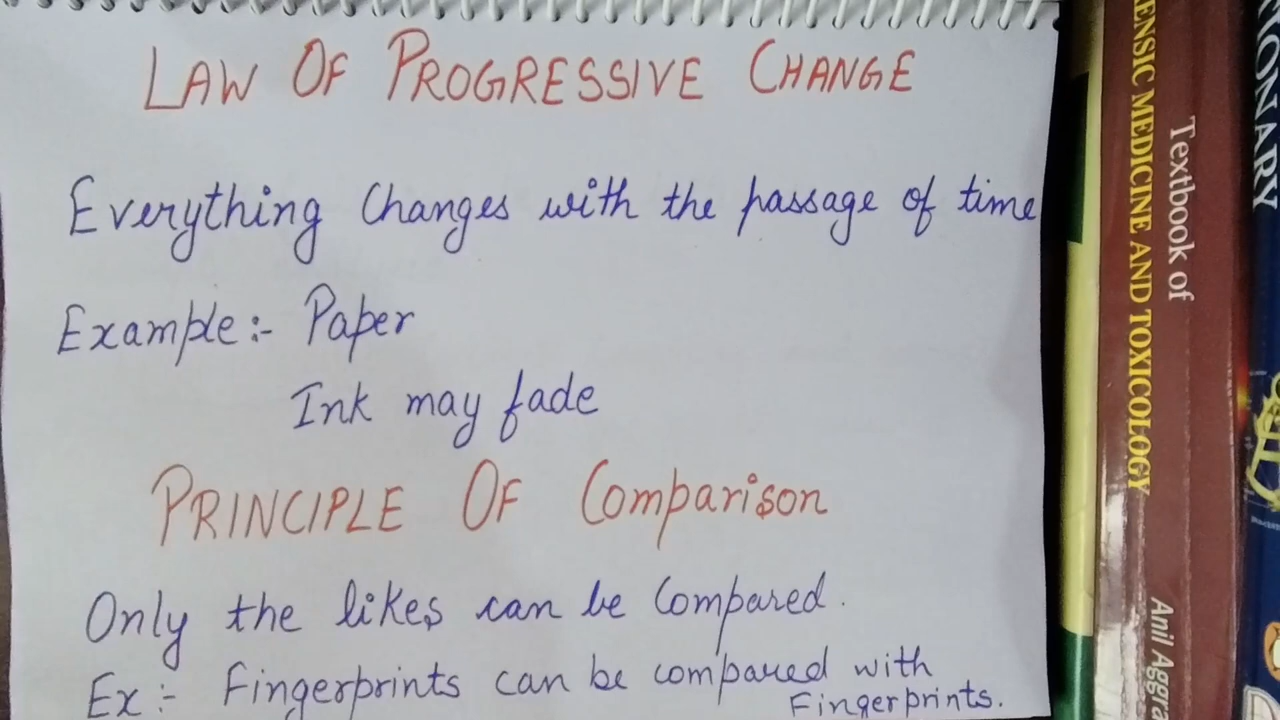 LAW OF PROGRESSIVE CHANGE
Everything Changes with the passage of time
Example:- Paper
Ink may fade
PRINCIPLE OF Comparison
Only the likes can be Compared.
Ex:- Fingerprints can be compared with
Fingerprints.
Textbook of
ENSIC MEDICINE AND TOXICOLOGY
Anil Aggra
IONARY